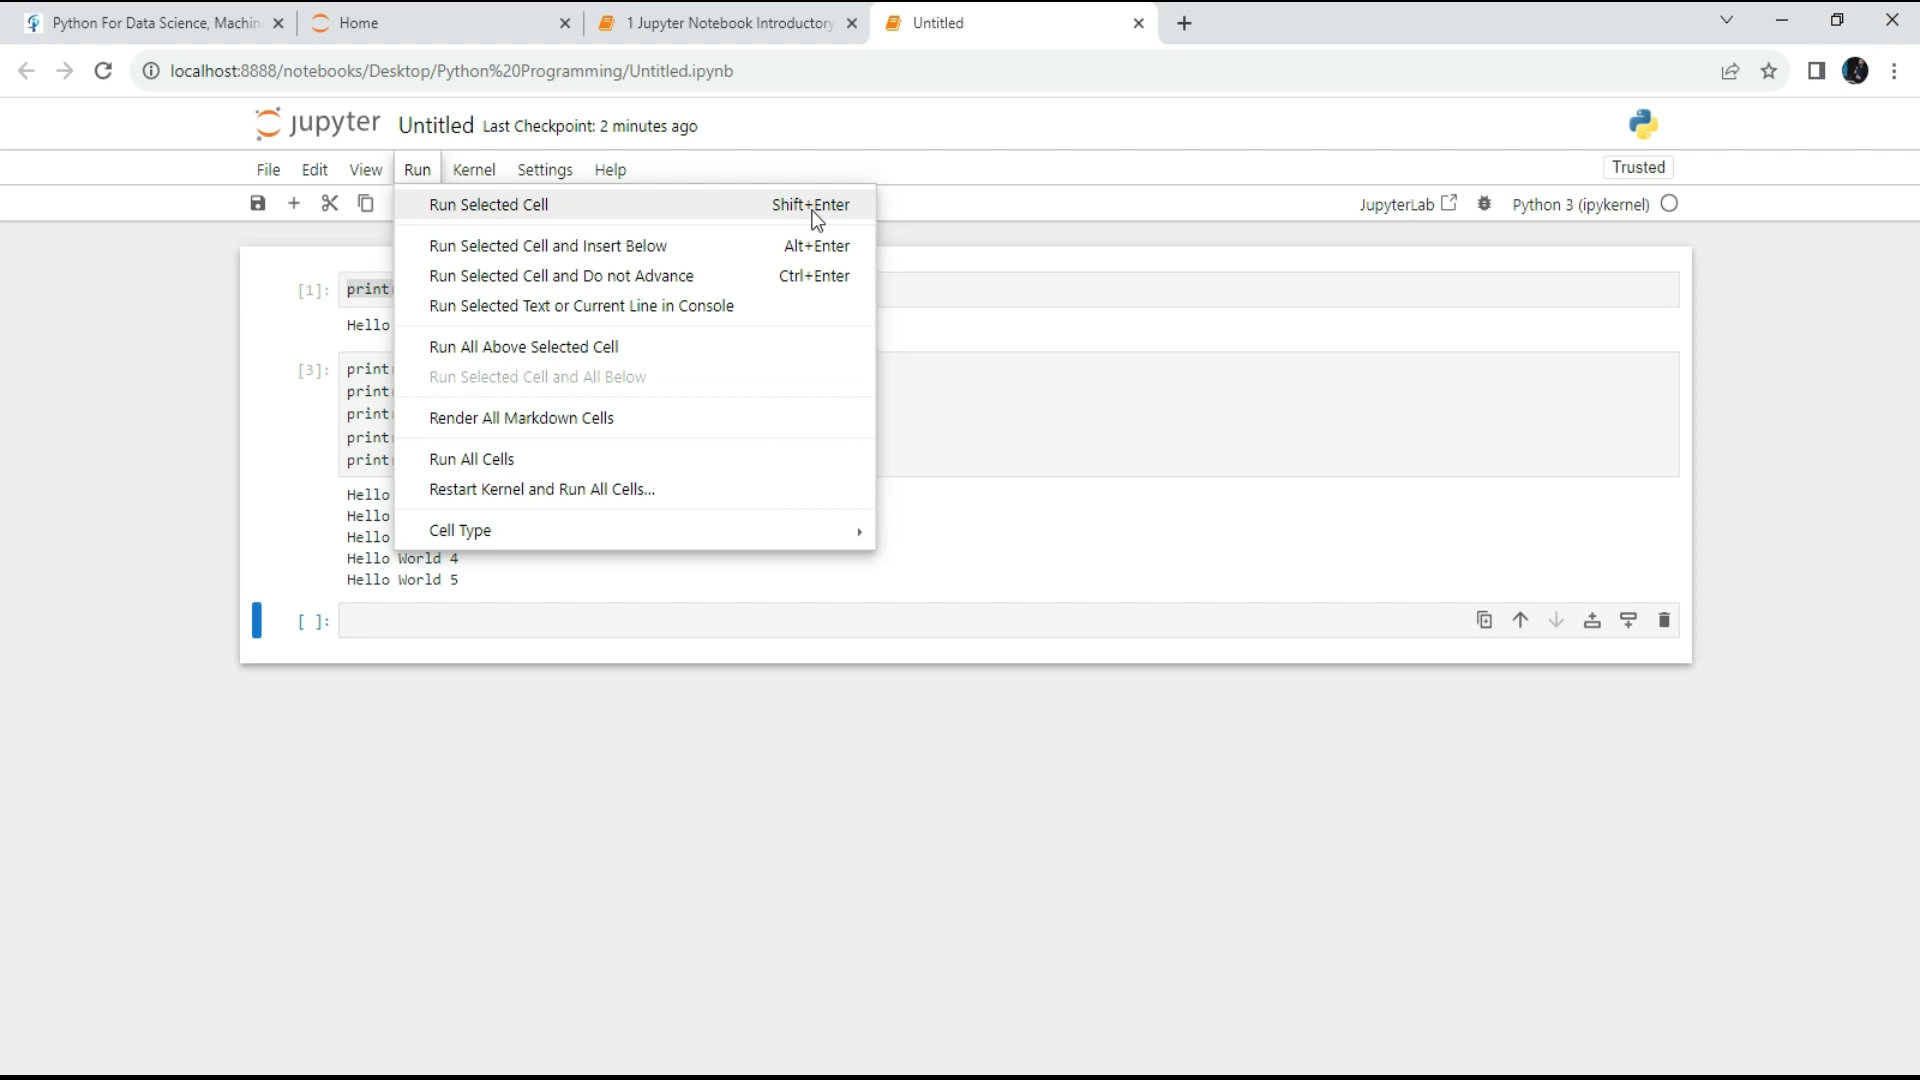 Python For Data Science, Machin
Home
1 Jupyter Notebook Introductory
Untitled
localhost:8888/notebooks/Desktop/Python%20Programming/Untitled.ipynb
jupyter Untitled Last Checkpoint: 2 minutes ago
File Edit View Run Kernel Settings Help
Trusted
JupyterLab
Python 3 (ipykernel)
Run Selected Cell Shift+Enter
Run Selected Cell and Insert Below Alt+Enter
Run Selected Cell and Do not Advance Ctrl+Enter
Run Selected Text or Current Line in Console
Run All Above Selected Cell
Run Selected Cell and All Below
Render All Markdown Cells
Run All Cells
Restart Kernel and Run All Cells...
Cell Type
[1]: print
Hello
[3]: print
print
print
print
print
Hello
Hello
Hello
Hello World 4
Hello World 5
[ ]: